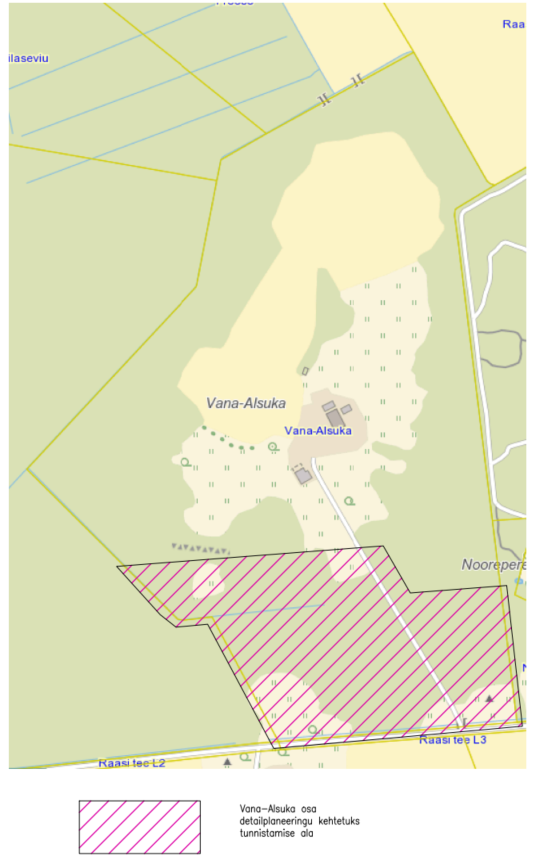 Raa
ilaseviu
Vana-Alsuka
Vana-Alsuka
Noorepere
Raasi tee L3
Raasi tee L2
Vana-Alsuka osa
detailplaneeringu kehtetuks
tunnistamise ala